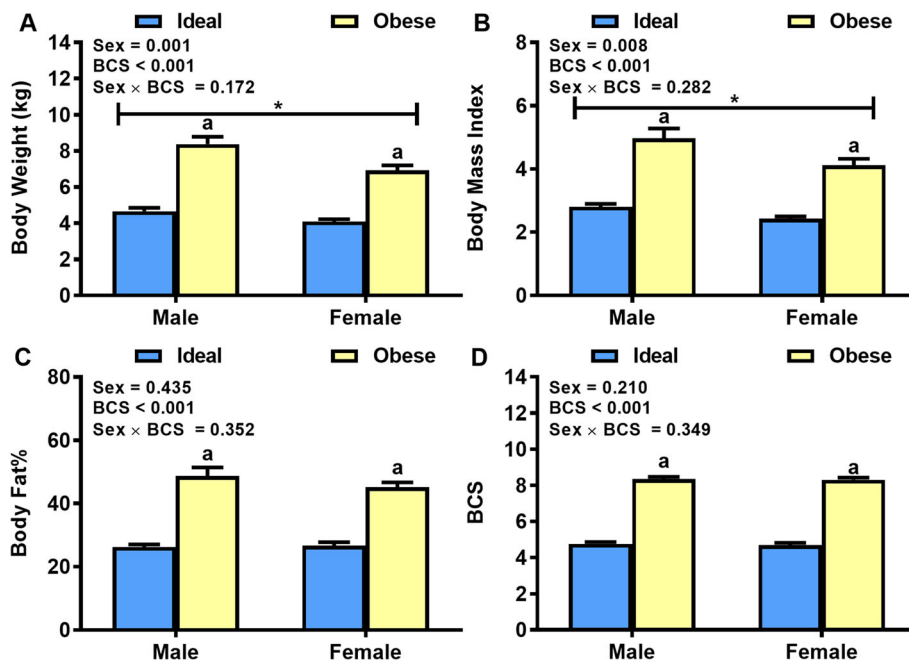 A
Ideal Obese
Sex = 0.001
BCS < 0.001
Sex × BCS = 0.172
*
a
a
Body Weight (kg)
14
12
10
8
6
4
2
0
Male Female
B
Ideal Obese
Sex = 0.008
BCS < 0.001
Sex × BCS = 0.282
*
a
a
Body Mass Index
8
6
4
2
0
Male Female
C
Ideal Obese
Sex = 0.435
BCS < 0.001
Sex × BCS = 0.352
a
a
Body Fat%
80
60
40
20
0
Male Female
D
Ideal Obese
Sex = 0.210
BCS < 0.001
Sex × BCS = 0.349
a
a
BCS
14
12
10
8
6
4
2
0
Male Female